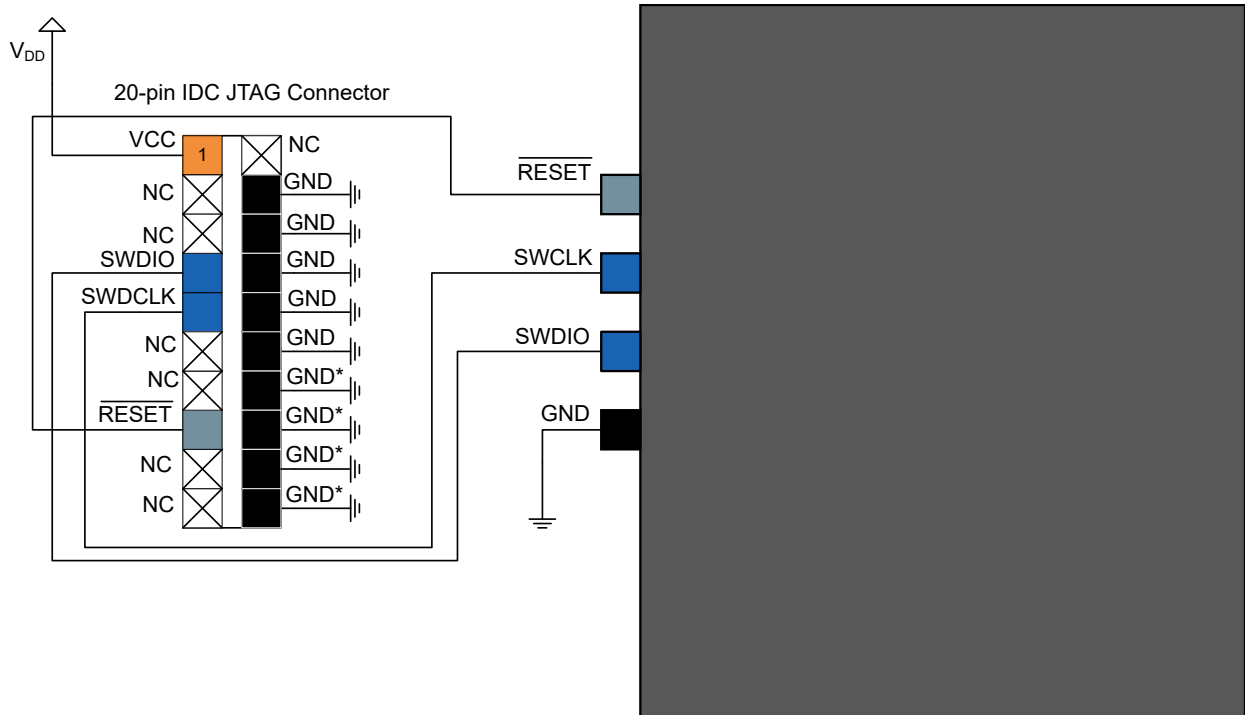 VDD
20-pin IDC JTAG Connector
VCC
1
NC
NC
GND
NC
GND
SWDIO
GND
SWDCLK
GND
NC
GND
NC
GND*
RESET
GND*
NC
GND*
NC
GND*
RESET
SWCLK
SWDIO
GND